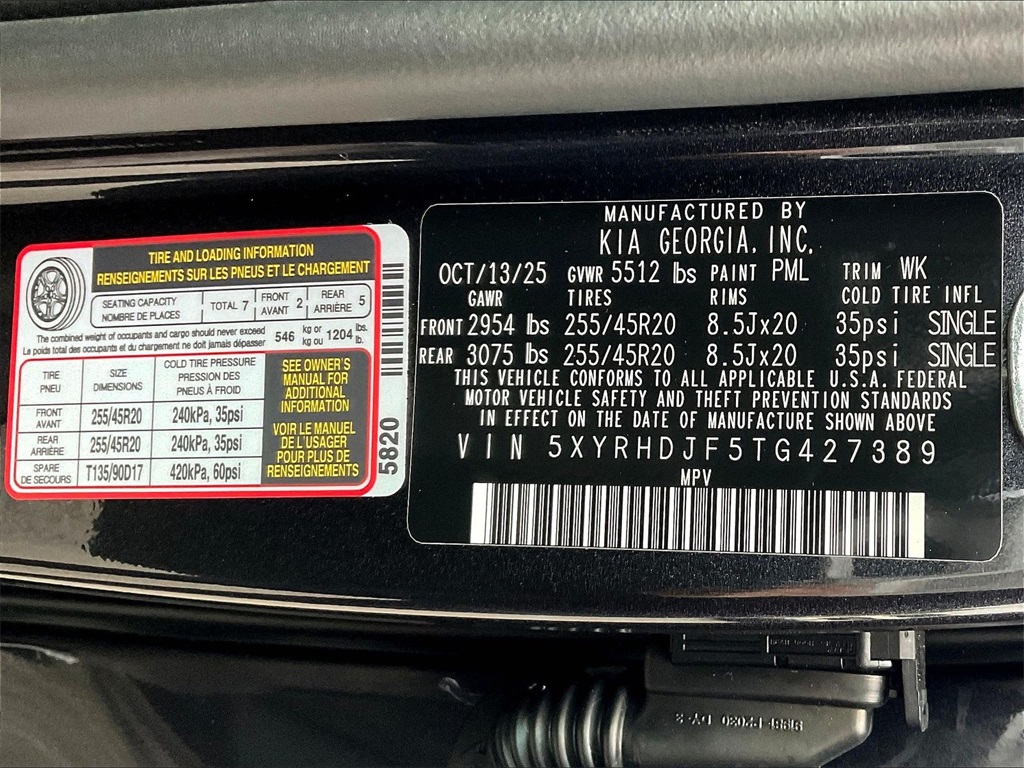 TIRE AND LOADING INFORMATION
RENSEIGNEMENTS SUR LES PNEUS ET LE CHARGEMENT
SEATING CAPACITY
NOMBRE DE PLACES
TOTAL 7
FRONT
AVANT
2
REAR
ARRIÈRE
5
The combined weight of occupants and cargo should never exceed
La poids total des occupants et du chargement ne doit jamais dépasser
546
kg or
kg ou
1204
lbs.
lb.
TIRE
PNEU
SIZE
DIMENSIONS
COLD TIRE PRESSURE
PRESSION DES
PNEUS À FROID
FRONT
AVANT
255/45R20
240kPa, 35psi
REAR
ARRIÈRE
255/45R20
240kPa, 35psi
SPARE
DE SECOURS
T135/90D17
420kPa, 60psi
SEE OWNER'S
MANUAL FOR
ADDITIONAL
INFORMATION
VOIR LE MANUEL
DE L'USAGER
POUR PLUS DE
RENSEIGNEMENTS
5820
MANUFACTURED BY
KIA GEORGIA, INC,
OCT/13/25 GVWR 5512 lbs PAINT PML TRIM WK
GAWR TIRES RIMS COLD TIRE INFL
FRONT 2954 lbs 255/45R20 8.5Jx20 35psi SINGLE
REAR 3075 lbs 255/45R20 8.5Jx20 35psi SINGLE
THIS VEHICLE CONFORMS TO ALL APPLICABLE U.S.A. FEDERAL
MOTOR VEHICLE SAFETY AND THEFT PREVENTION STANDARDS
IN EFFECT ON THE DATE OF MANUFACTURE SHOWN ABOVE
VIN 5XYRHDJF5TG427389
MPV